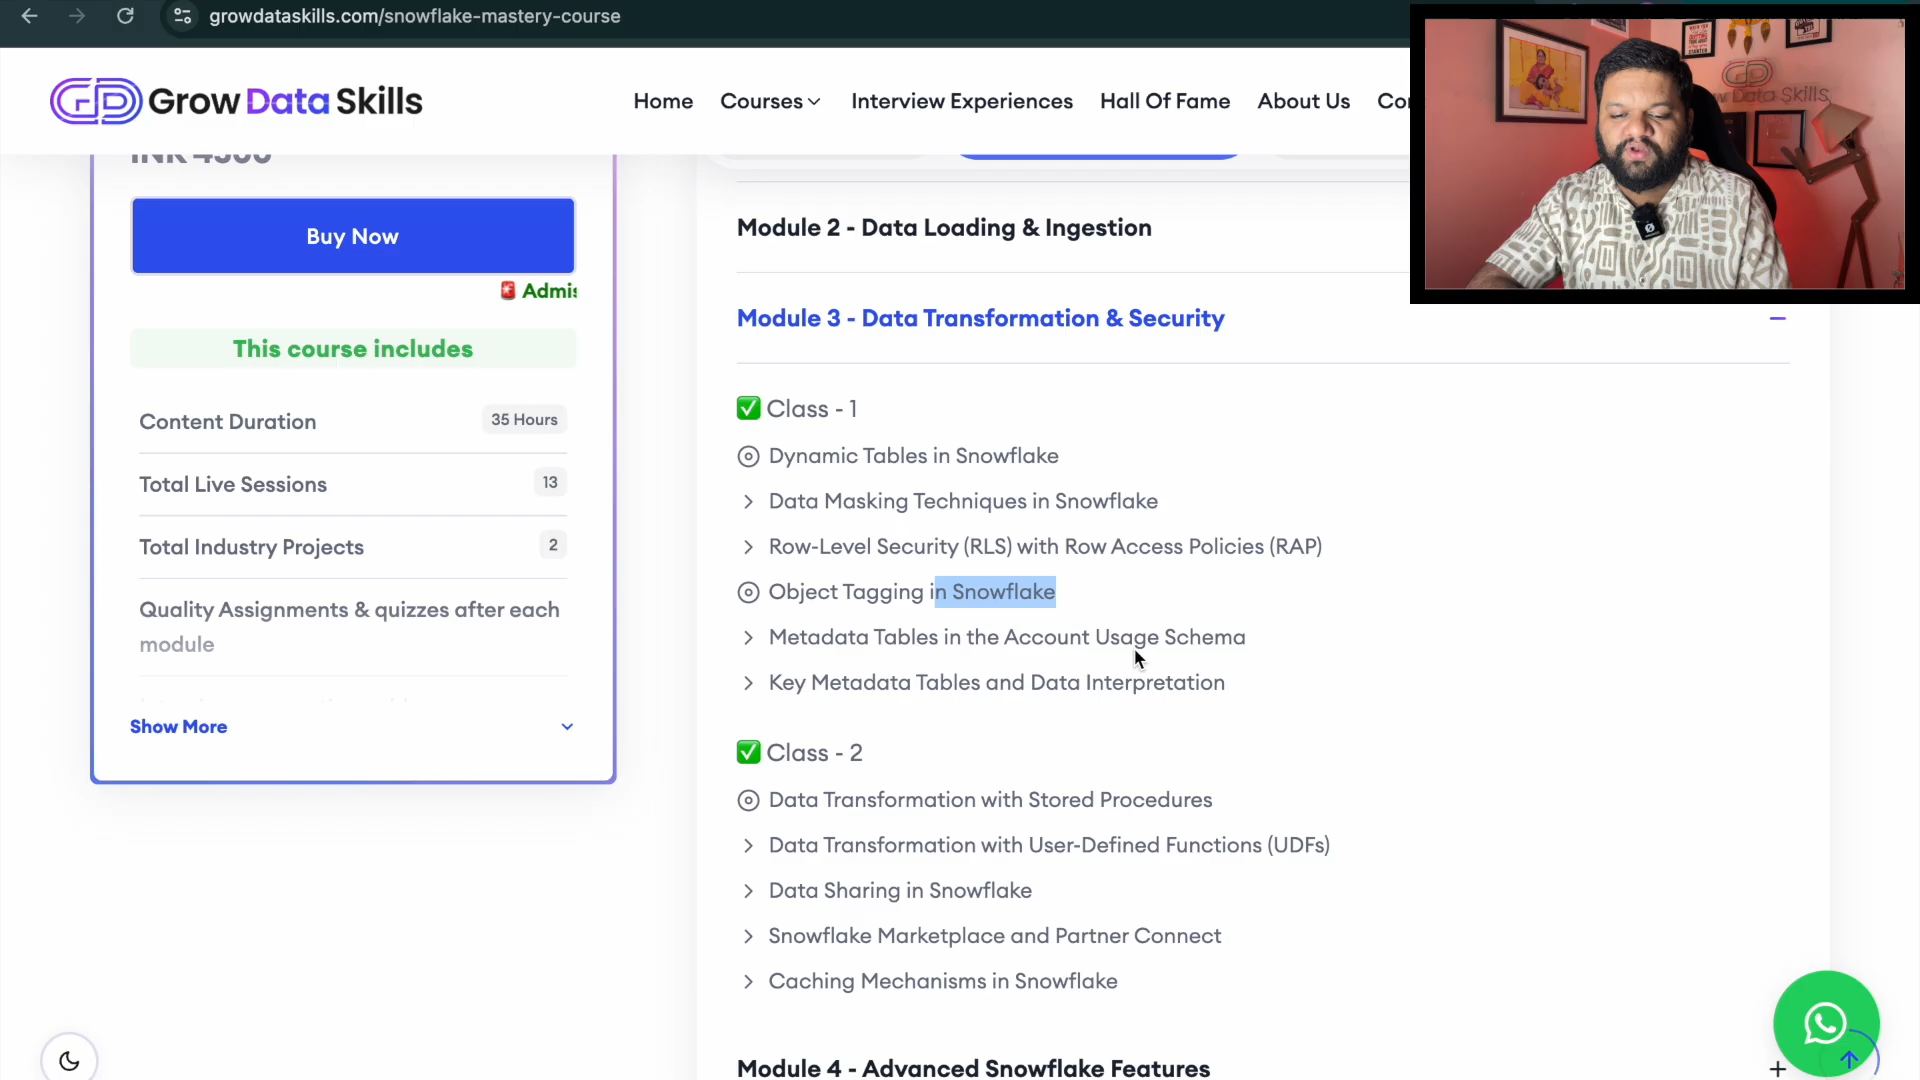 growdataskills.com/snowflake-mastery-course
Grow Data Skills
Home
Courses
Interview Experiences
Hall Of Fame
About Us
Buy Now
This course includes
Content Duration
35 Hours
Total Live Sessions
13
Total Industry Projects
2
Quality Assignments & quizzes after each
module
Show More
Module 2 - Data Loading & Ingestion
Module 3 - Data Transformation & Security
Class - 1
Dynamic Tables in Snowflake
Data Masking Techniques in Snowflake
Row-Level Security (RLS) with Row Access Policies (RAP)
Object Tagging in Snowflake
Metadata Tables in the Account Usage Schema
Key Metadata Tables and Data Interpretation
Class - 2
Data Transformation with Stored Procedures
Data Transformation with User-Defined Functions (UDFs)
Data Sharing in Snowflake
Snowflake Marketplace and Partner Connect
Caching Mechanisms in Snowflake
Module 4 - Advanced Snowflake Features